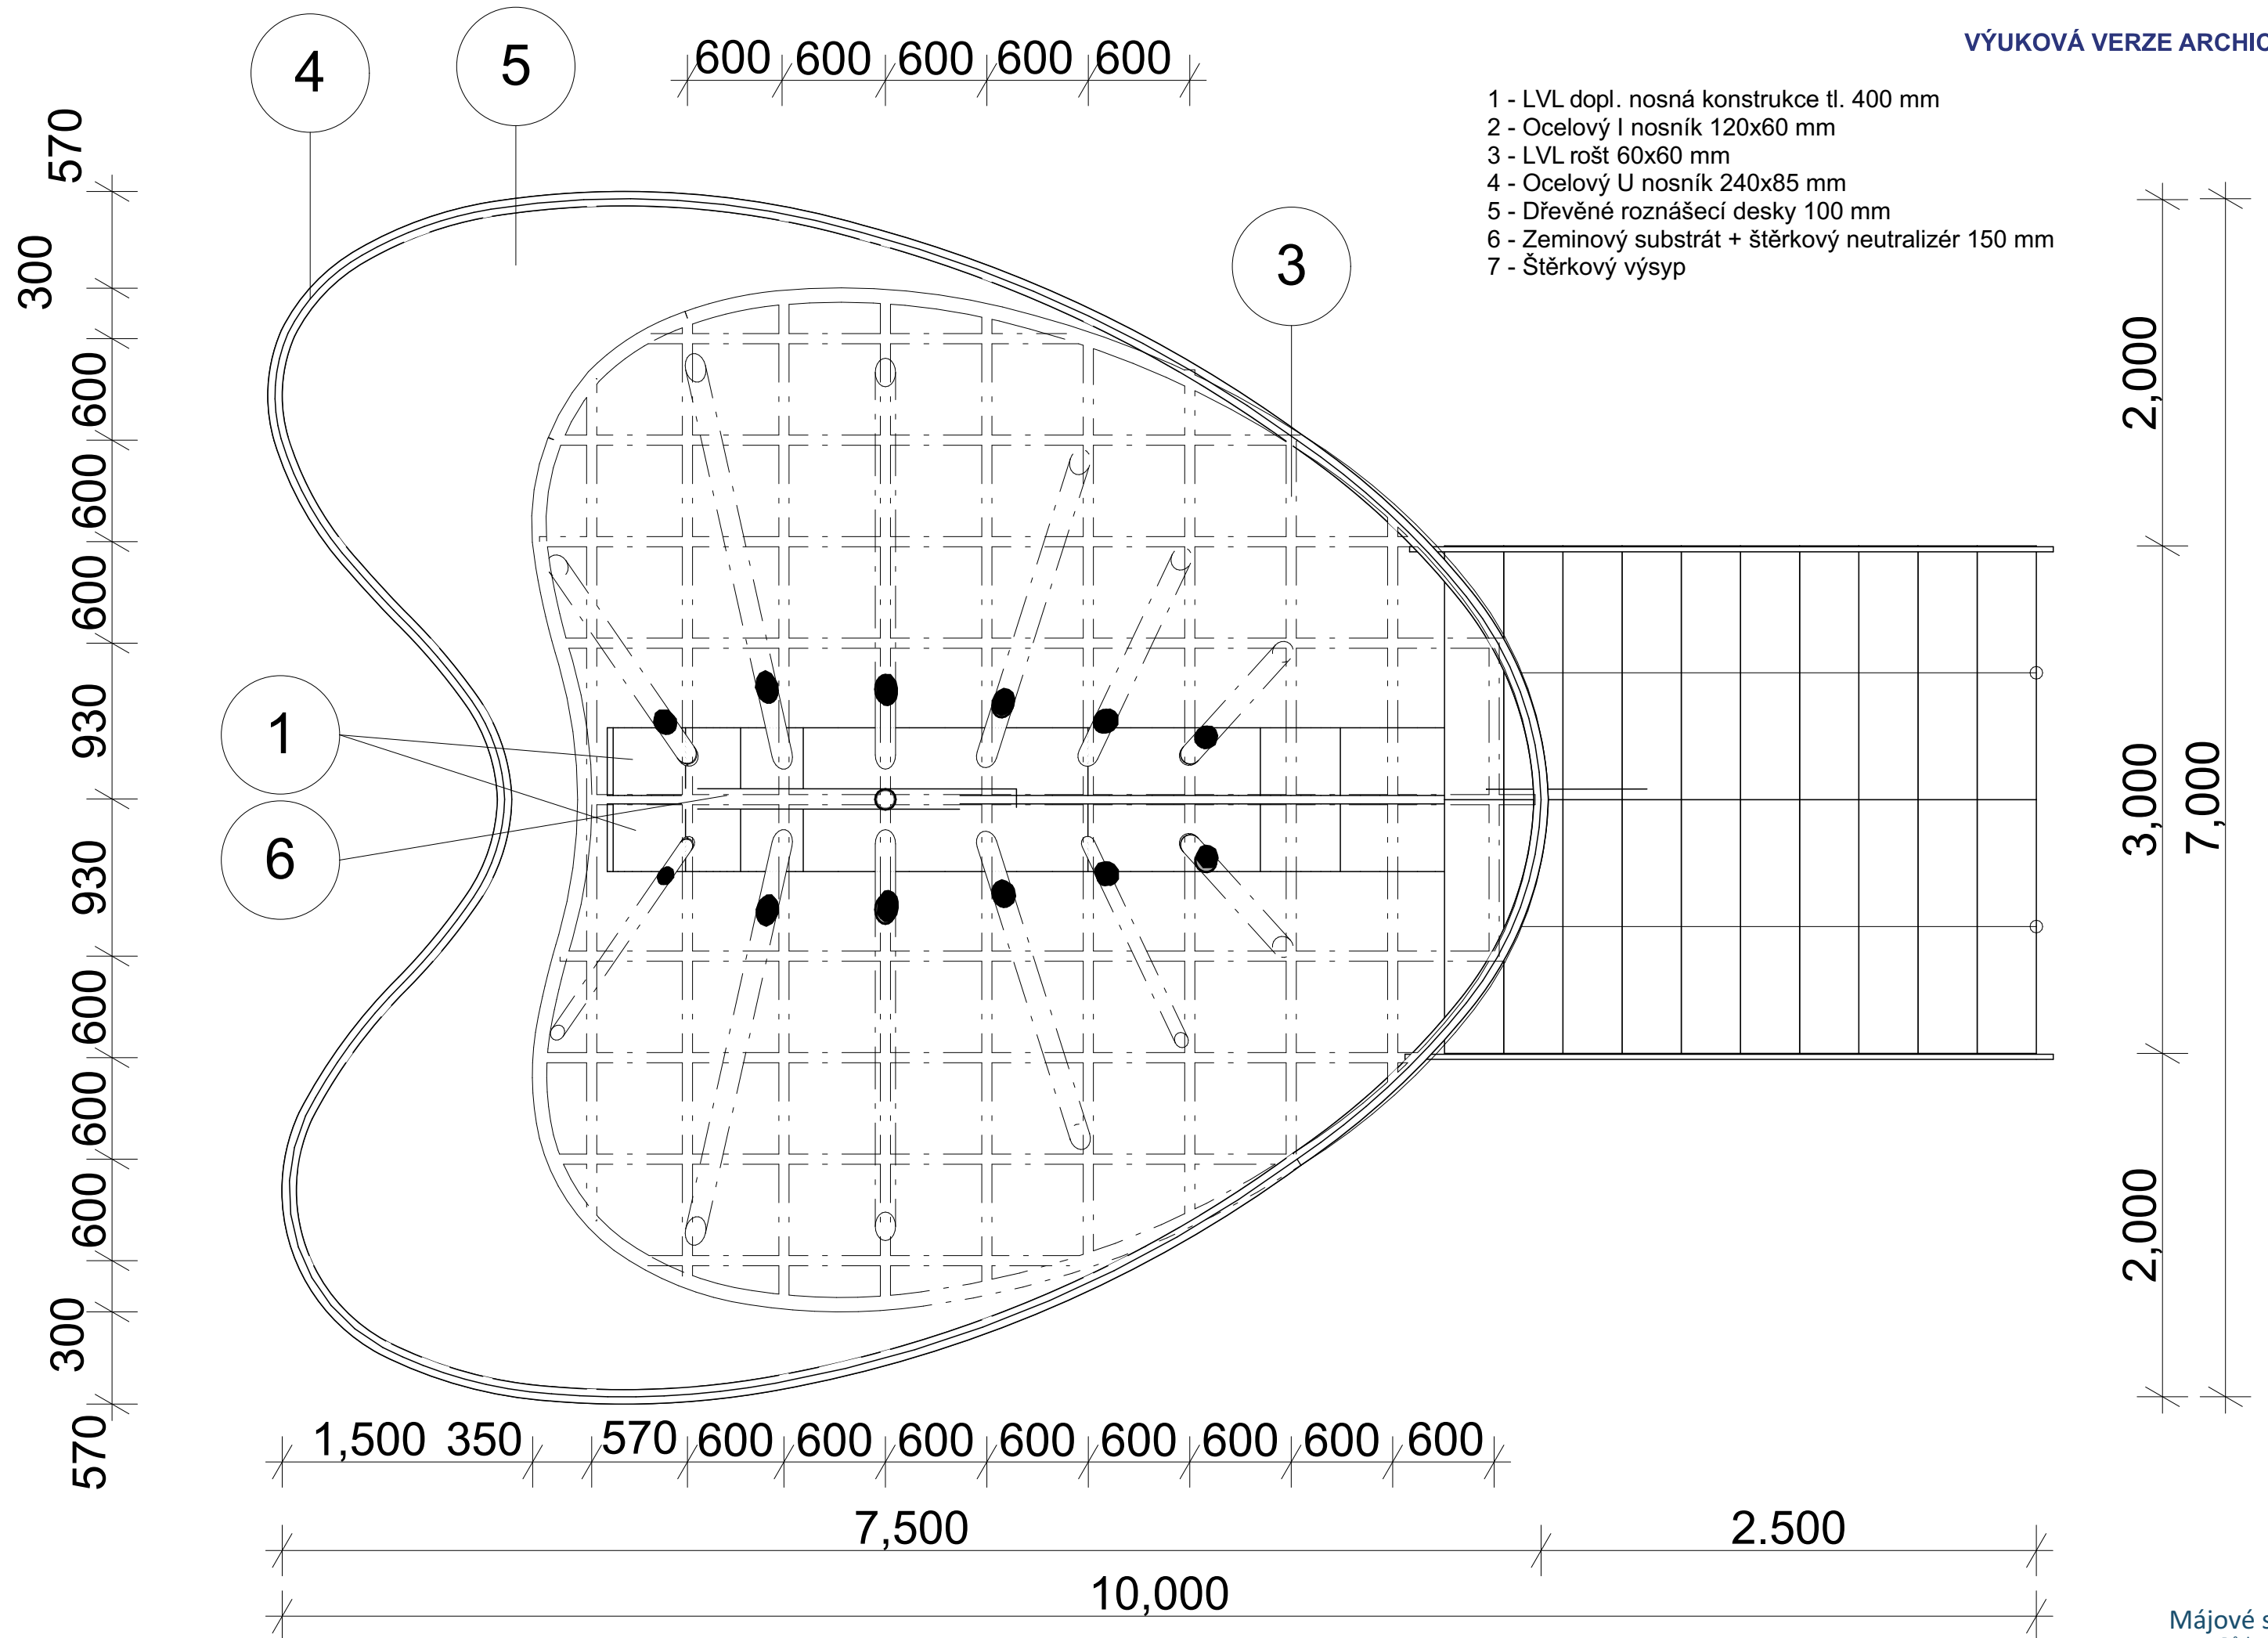 VÝUKOVÁ VERZE ARCHIC
4
5
600 600 600 600 600
1 - LVL dopl. nosná konstrukce tl. 400 mm
2 - Ocelový I nosník 120x60 mm
3 - LVL rošt 60x60 mm
4 - Ocelový U nosník 240x85 mm
5 - Dřevěné roznášecí desky 100 mm
6 - Zeminový substrát + štěrkový neutralizér 150 mm
7 - Štěrkový výsyp
3
1
6
570
300
600
600
600
930
930
600
600
600
300
570
2,000
3,000
2,000
7,000
1,500 350 570 600 600 600 600 600 600 600 600
7,500 2.500
10,000
Májové s